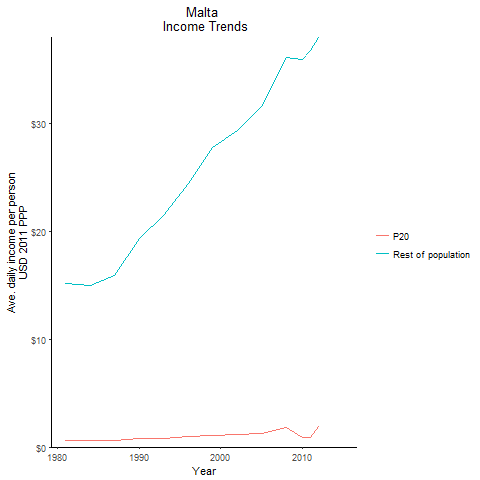 Malta
Income Trends
Ave. daily income per person
USD 2011 PPP
$30
$20
$10
$0
1980
1990
2000
2010
Year
P20
Rest of population